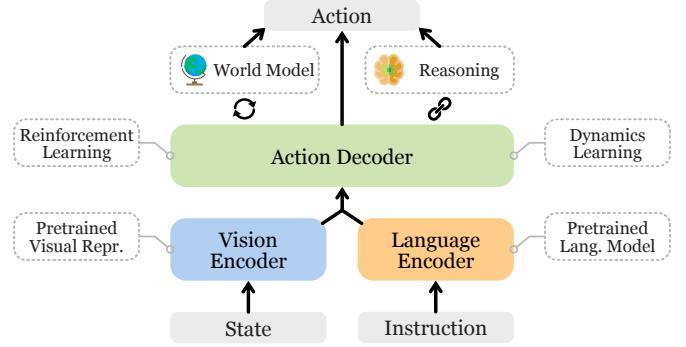 Action
World Model
Reasoning
Reinforcement
Learning
Action Decoder
Dynamics
Learning
Pretrained
Visual Repr.
Vision
Encoder
Language
Encoder
Pretrained
Lang. Model
State
Instruction